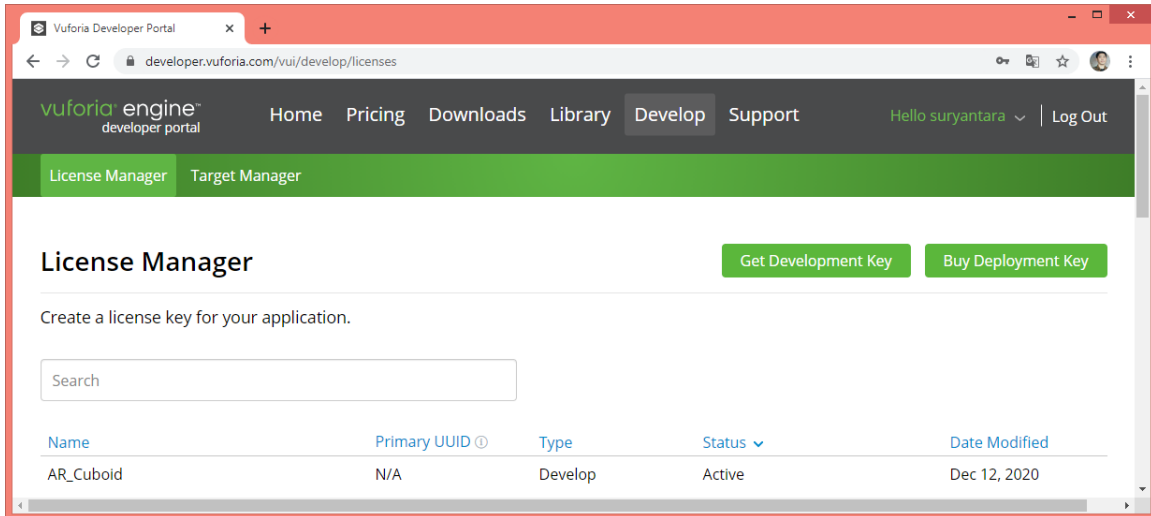 Vuforia Developer Portal
developer.vuforia.com/vui/develop/licenses
vuforia engine™
developer portal
Home Pricing Downloads Library Develop Support Hello suryantara Log Out
License Manager Target Manager
License Manager Get Development Key Buy Deployment Key
Create a license key for your application.
Search
Name Primary UUID Type Status Date Modified
AR_Cuboid N/A Develop Active Dec 12, 2020